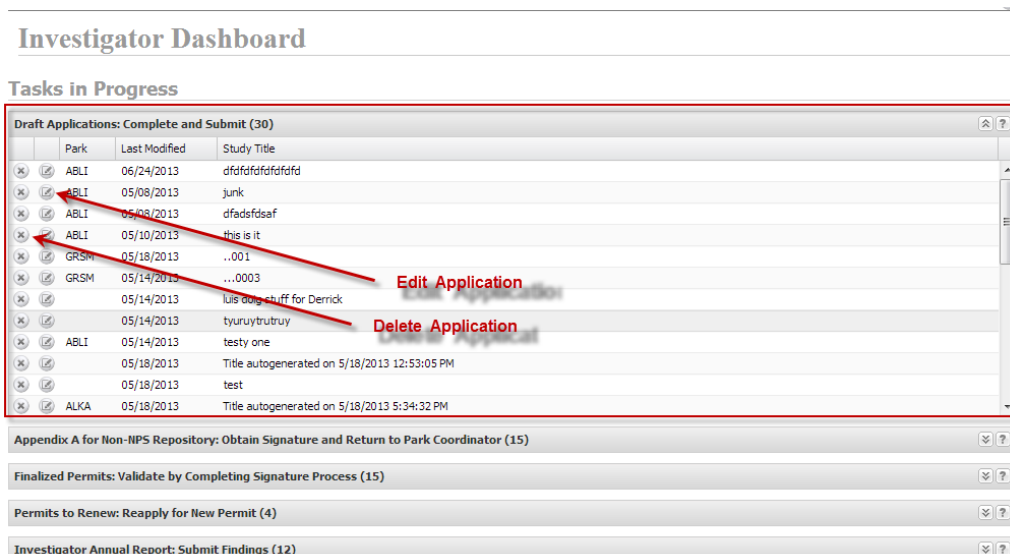 Investigator Dashboard
Tasks in Progress
Draft Applications: Complete and Submit (30) ?
Park Last Modified Study Title
ABLI 06/24/2013 dfdfdfdfdfdfdfd
ABLI 05/08/2013 junk
ABLI 05/08/2013 dfadsfdsaf
ABLI 05/10/2013 this is it
GRSM 05/18/2013 ..001
GRSM 05/14/2013 ...0003
Edit Application
05/14/2013 luis doig stuff for Derrick
05/14/2013 tyuruytrutruy
Delete Application
ABLI 05/14/2013 testy one
05/18/2013 Title autogenerated on 5/18/2013 12:53:05 PM
05/18/2013 test
ALKA 05/18/2013 Title autogenerated on 5/18/2013 5:34:32 PM
Appendix A for Non-NPS Repository: Obtain Signature and Return to Park Coordinator (15) ?
Finalized Permits: Validate by Completing Signature Process (15) ?
Permits to Renew: Reapply for New Permit (4) ?
Investigator Annual Report: Submit Findings (12) ?